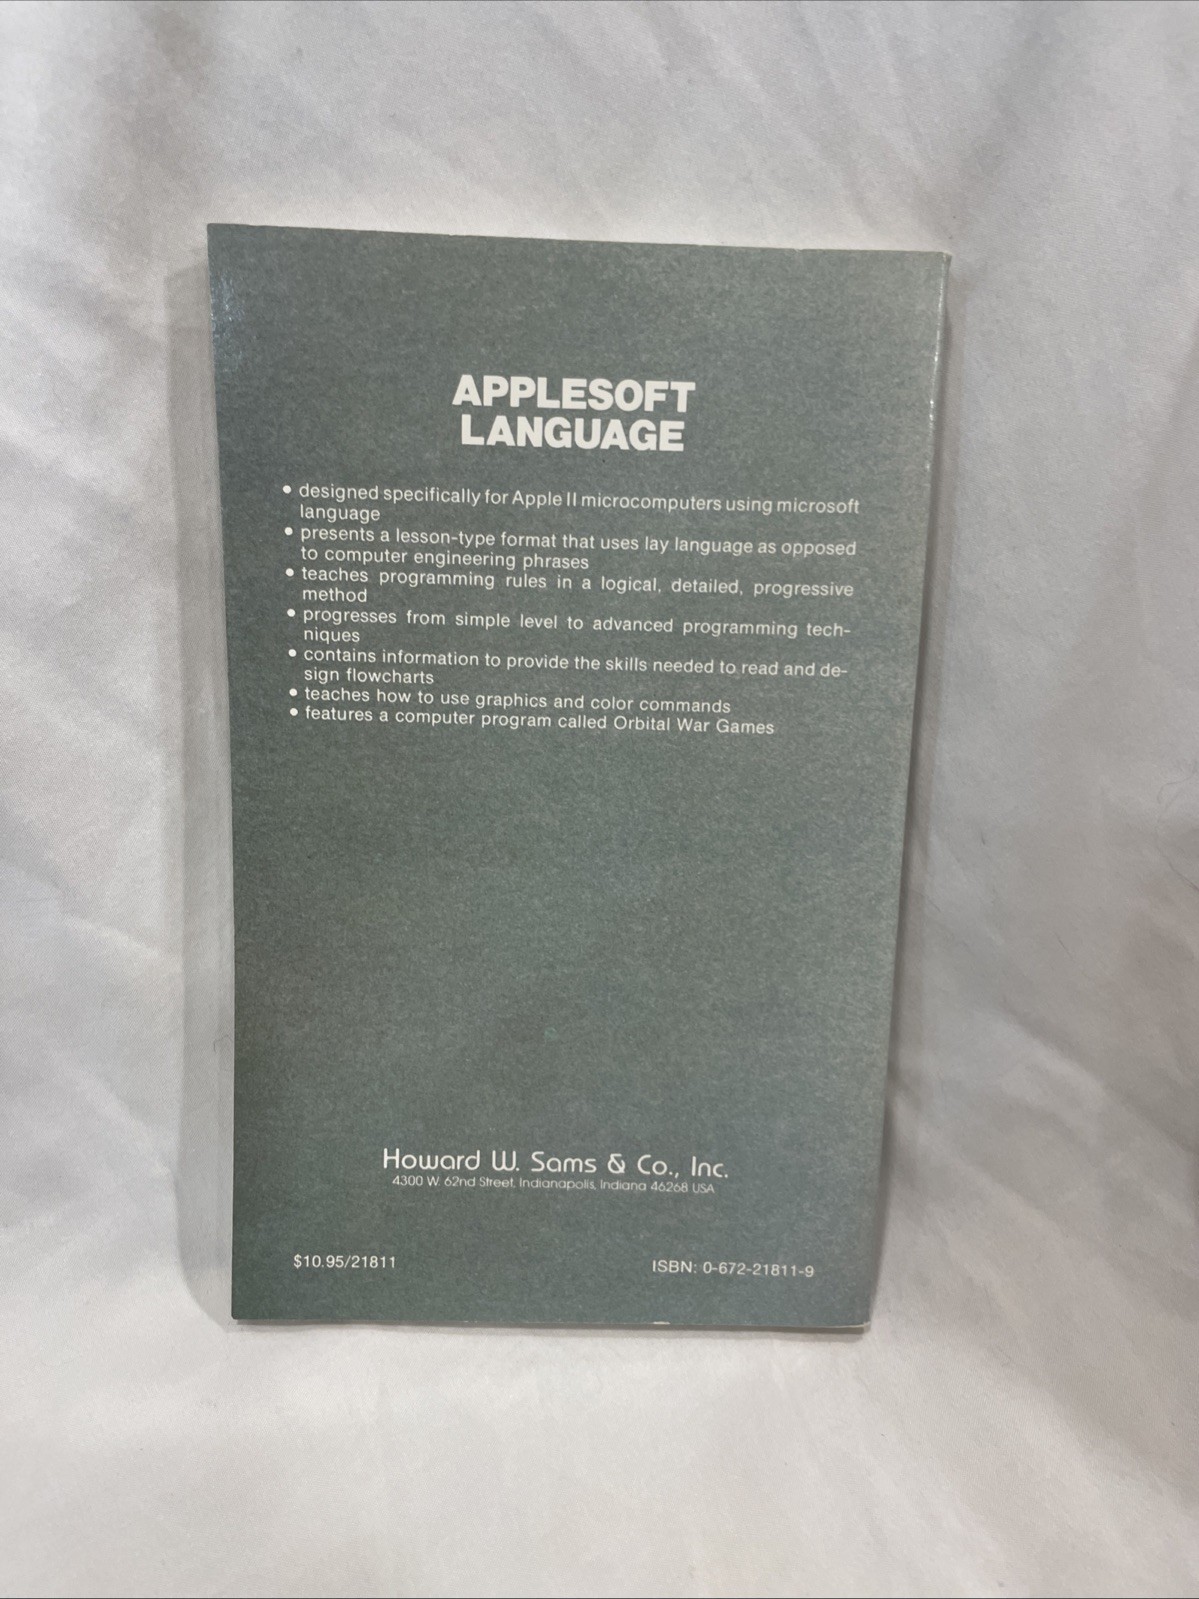 APPLESOFT
LANGUAGE
• designed specifically for Apple II microcomputers using microsoft
language
• presents a lesson-type format that uses lay language as opposed
to computer engineering phrases
• teaches programming rules in a logical, detailed, progressive
method
• progresses from simple level to advanced programming tech-
niques
• contains information to provide the skills needed to read and de-
sign flowcharts
• teaches how to use graphics and color commands
• features a computer program called Orbital War Games
Howard W. Sams & Co., Inc.
4300 W. 62nd Street, Indianapolis, Indiana 46268 USA
$10.95/21811
ISBN: 0-672-21811-9